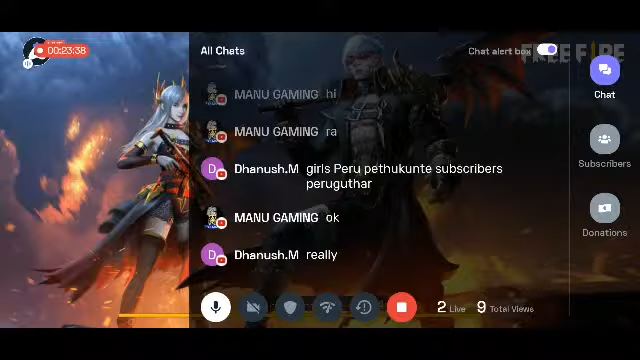 00:23:38
All Chats
Chat alert box
FREE FIRE
MANU GAMING hi
Chat
MANU GAMING ra
Dhanush.M girls Peru pethukunte subscribers
peruguthar
Subscribers
MANU GAMING ok
Donations
Dhanush.M really
2 Live 9 Total Views